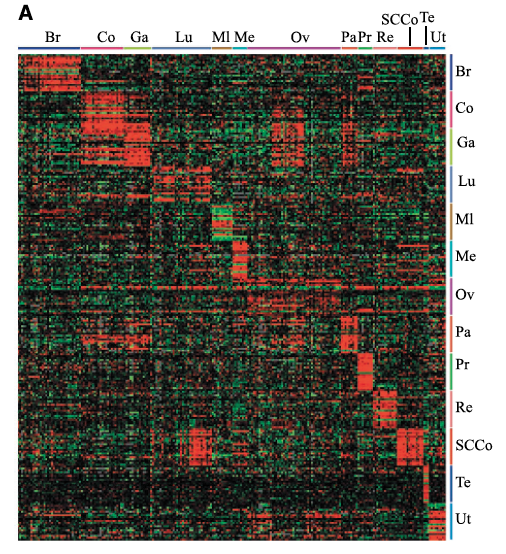 A
SCCo Te
Br Co Ga Lu Ml Me Ov Pa Pr Re Ut
Br
Co
Ga
Lu
Ml
Me
Ov
Pa
Pr
Re
SCCo
Te
Ut